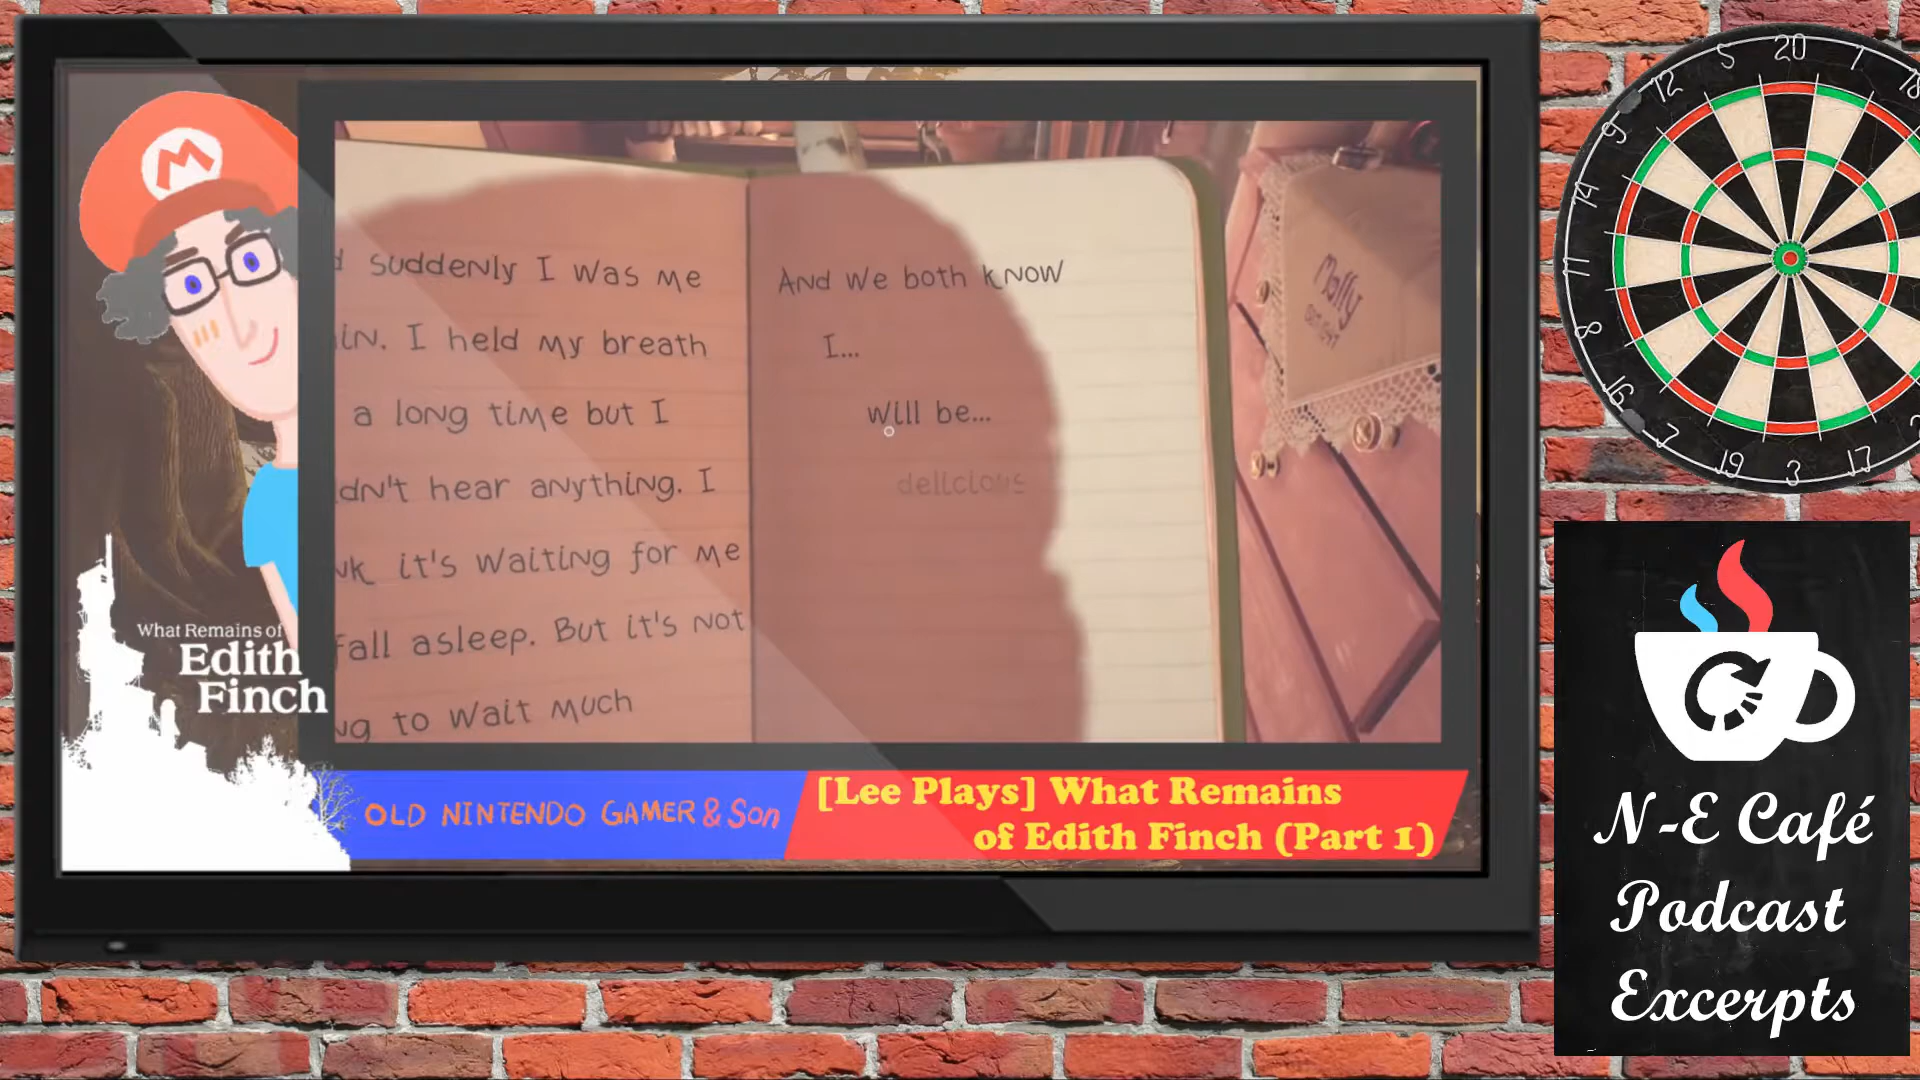 suddenly I was me
I held my breath
a long time but I
hear anything. I
it's waiting for me
fall asleep. But it's not
to wait much
And we both know
I...
will be...
delicious
Molly
What Remains of
Edith
Finch
OLD NINTENDO GAMER & Son
[Lee Plays] What Remains
of Edith Finch (Part 1)
M
20
1
18
5
12
9
14
11
8
16
7
19
3
17
2
N-E Café
Podcast
Excerpts